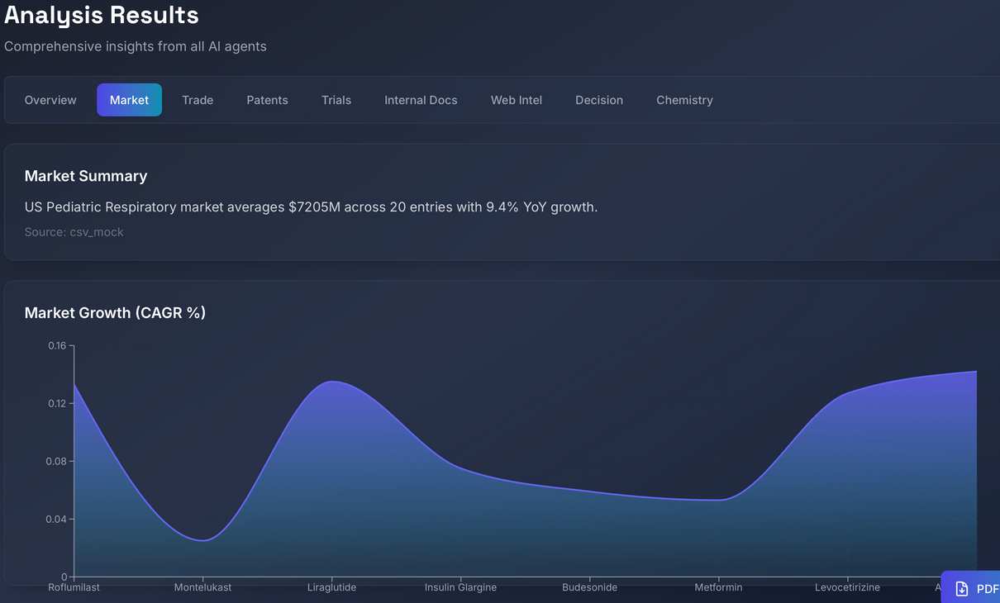 Analysis Results
Comprehensive insights from all AI agents
Overview Market Trade Patents Trials Internal Docs Web Intel Decision Chemistry
Market Summary
US Pediatric Respiratory market averages $7205M across 20 entries with 9.4% YoY growth.
Source: csv_mock
Market Growth (CAGR %)
0.16
0.12
0.08
0.04
0
Roflumilast Montelukast Liraglutide Insulin Glargine Budesonide Metformin Levocetirizine
PDF